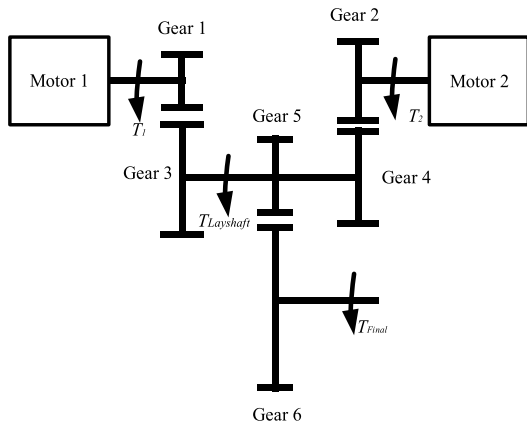 Gear 1
Gear 2
Motor 1
Motor 2
T1
T2
Gear 5
Gear 3
Gear 4
TLayshaft
TFinal
Gear 6